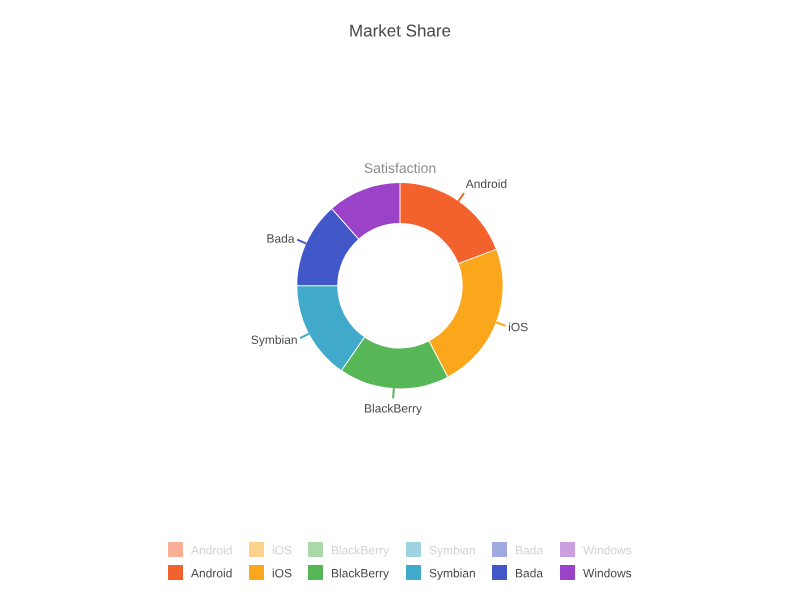 Market Share
Satisfaction
Android
Bada
iOS
Symbian
BlackBerry
Android iOS BlackBerry Symbian Bada Windows
Android iOS BlackBerry Symbian Bada Windows